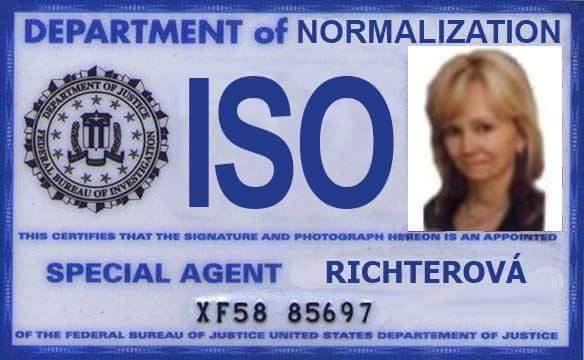 DEPARTMENT of NORMALIZATION
ISO
DEPARTMENT OF JUSTICE
FEDERAL BUREAU OF INVESTIGATION
THIS CERTIFIES THAT THE SIGNATURE AND PHOTOGRAPH HEREON IS AN APPOINTED
SPECIAL AGENT RICHTEROVÁ
XF58 85697
OF THE FEDERAL BUREAU OF JUSTICE UNITED STATES DEPARTEMENT OF JUSTICE